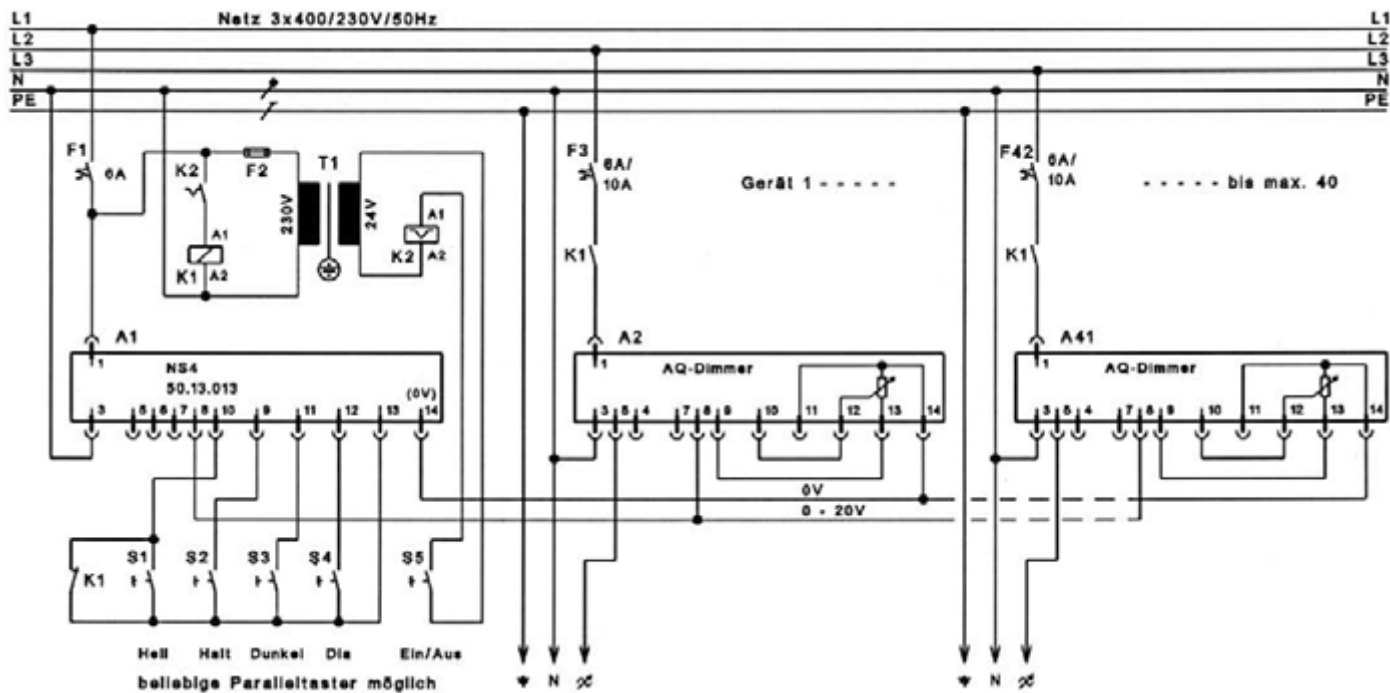 L1 Netz 3x400/230V/50Hz L1
L2 L2
L3 L3
N N
PE PE
F1 6A K2 F2 T1 F3 6A/ 10A Gerät 1 - - - - - F42 6A/ 10A - - - - - bis max. 40
230V 24V
A1 K1 A2
A1 K2 A2
K1 K1
A1 A2 A41
1 NS4 1 AQ-Dimmer 1 AQ-Dimmer
50.13.013
(0V)
3 5 6 7 8 10 9 11 12 13 14
3 5 4 7 8 9 10 11 12 13 14
3 5 4 7 8 9 10 11 12 13 14
0V
0 - 20V
K1 S1 S2 S3 S4 S5
Hell Halt Dunkel Dia Ein/Aus
beliebige Paralleltaster möglich
N N